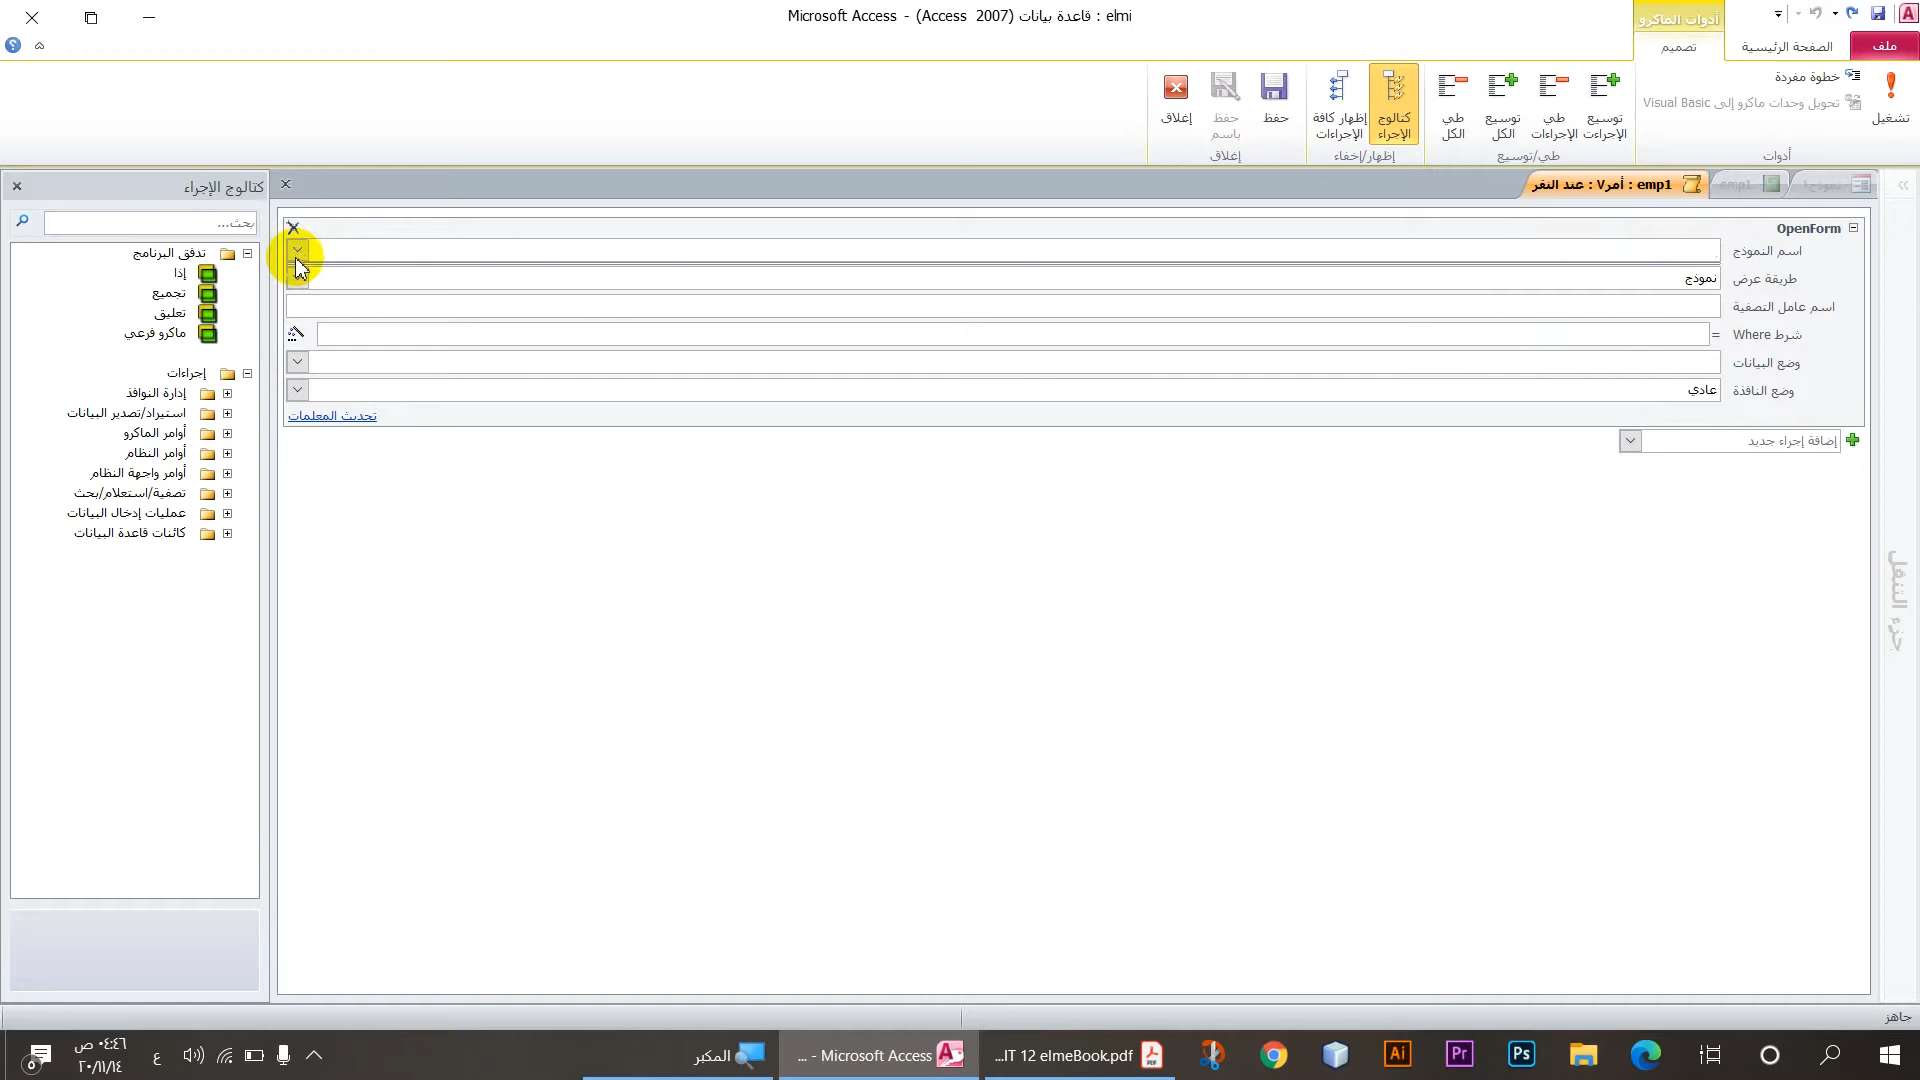 elmi : قاعدة بيانات (Access 2007) - Microsoft Access
أدوات الماكرو
ملف
الصفحة الرئيسية
تصميم
تشغيل
خطوة مفردة
تحويل وحدات ماكرو إلى Visual Basic
أدوات
توسيع الإجراءات
طي الإجراءات
توسيع الكل
طي الكل
طي/توسيع
كتالوج الإجراء
إظهار كافة الإجراءات
إظهار/إخفاء
حفظ
حفظ باسم
إغلاق
إغلاق
نموذج١
emp1
emp1 : أمر٧ : عند النقر
كتالوج الإجراء
OpenForm
اسم النموذج
طريقة عرض
نموذج
اسم عامل التصفية
شرط Where
=
وضع البيانات
وضع النافذة
عادي
تحديث المعلمات
إضافة إجراء جديد
جزء التنقل
بحث...
تدفق البرنامج
إذا
تجميع
تعليق
ماكرو فرعي
إجراءات
إدارة النوافذ
استيراد/تصدير البيانات
أوامر الماكرو
أوامر النظام
أوامر واجهة النظام
تصفية/استعلام/بحث
عمليات إدخال البيانات
كائنات قاعدة البيانات
جاهز
IT 12 elmeBook.pdf...
... - Microsoft Access
المكبر
ع
٠٤:٤٦ ص
٢٠/١١/١٤
٥